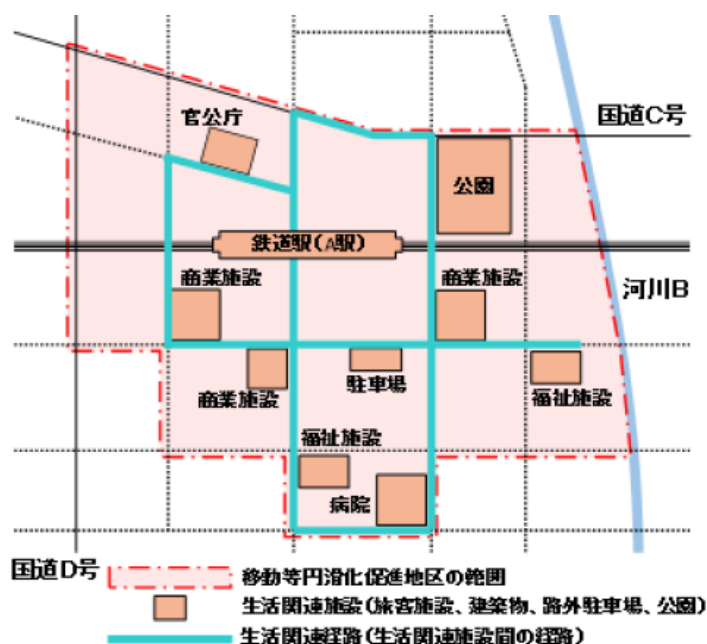 国道C号
官公庁
公園
鉄道駅(A駅)
河川B
商業施設
商業施設
商業施設
駐車場
福祉施設
福祉施設
病院
国道D号
移動等円滑化促進地区の範囲
生活関連施設(旅客施設、建築物、路外駐車場、公園)
生活関連経路(生活関連施設間の経路)